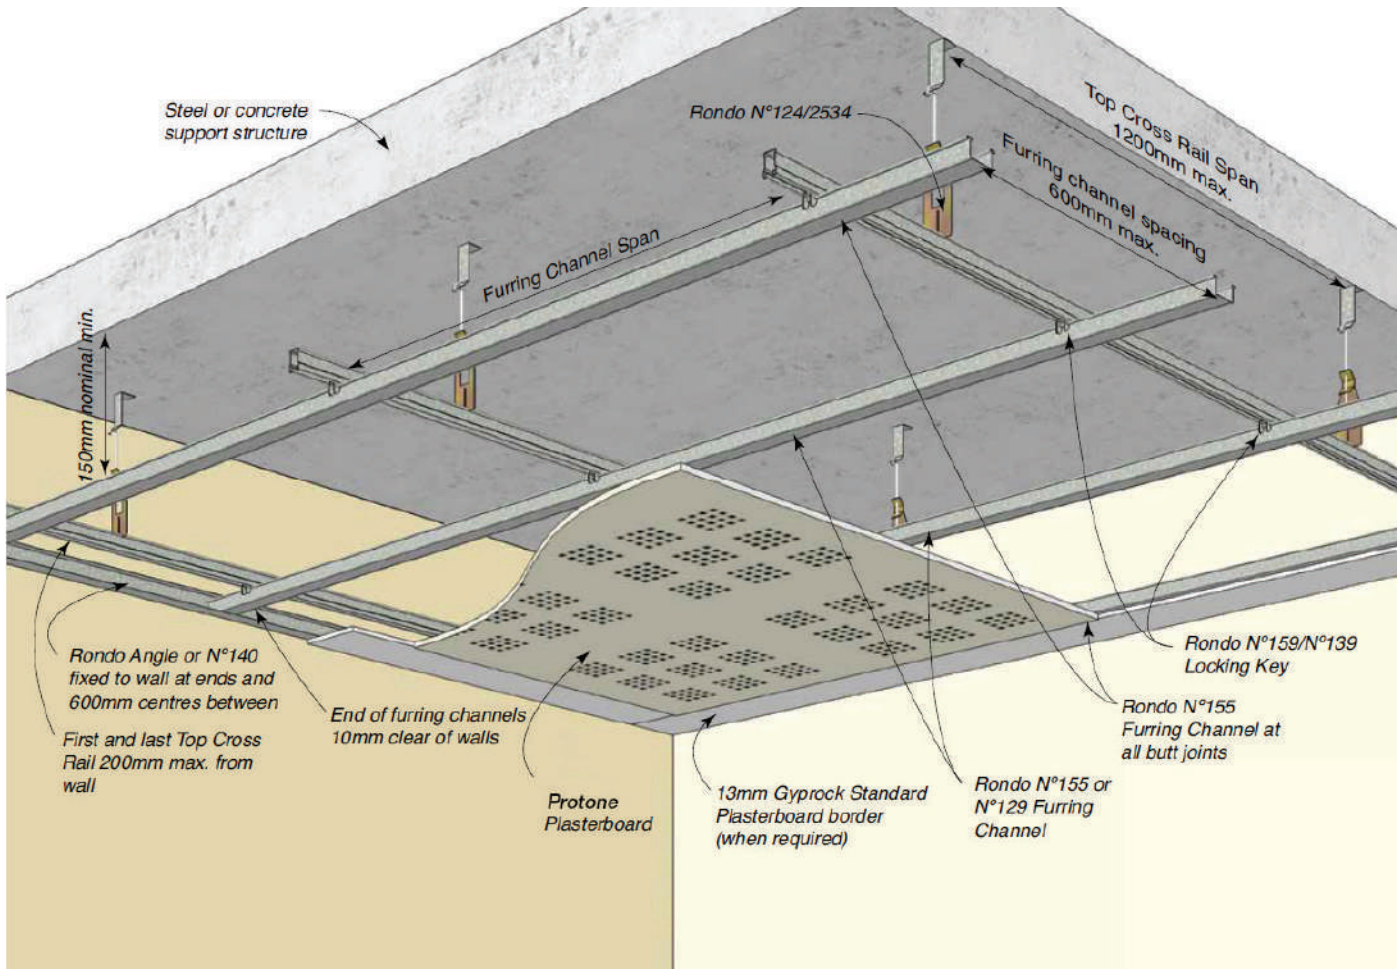 Steel or concrete
support structure
Rondo N°124/2534
Top Cross Rail Span
1200mm max.
Furring channel spacing
600mm max.
Furring Channel Span
150mm nominal min.
Rondo Angle or N°140
fixed to wall at ends and
600mm centres between
First and last Top Cross
Rail 200mm max. from
wall
End of furring channels
10mm clear of walls
Protone
Plasterboard
13mm Gyprock Standard
Plasterboard border
(when required)
Rondo N°155 or
N°129 Furring
Channel
Rondo N°159/N°139
Locking Key
Rondo N°155
Furring Channel at
all butt joints